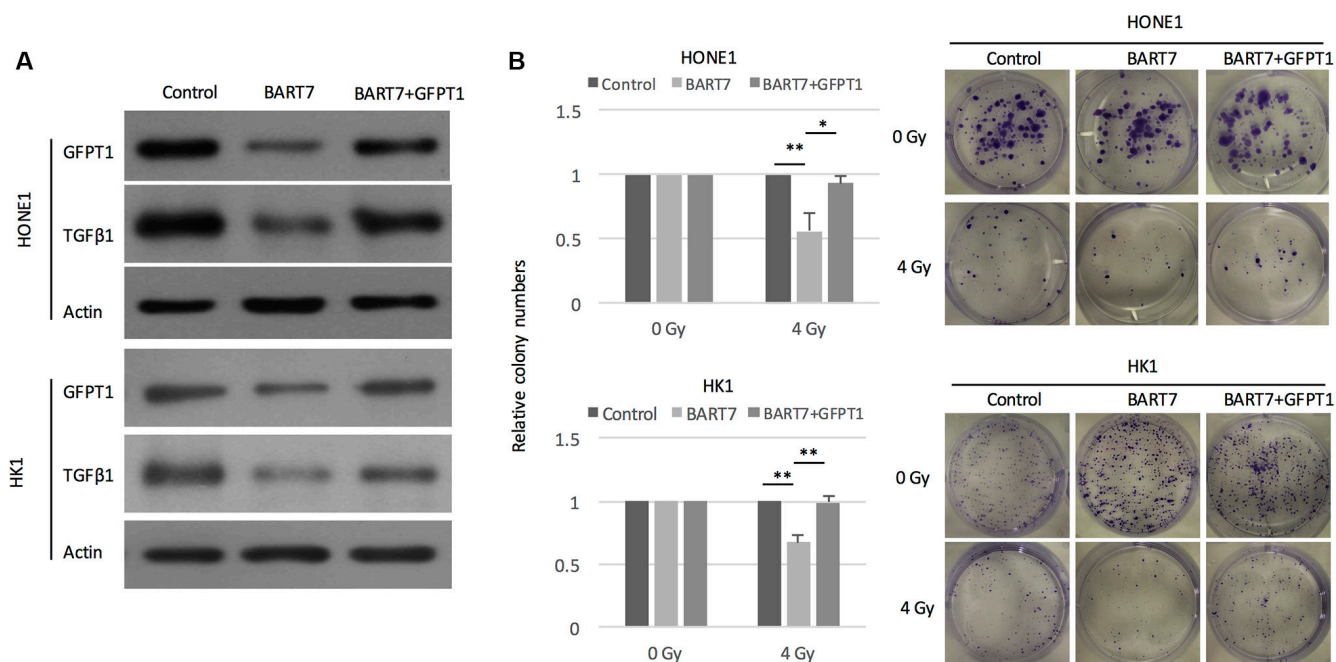 A
Control BART7 BART7+GFPT1
HONE1
GFPT1
TGFβ1
Actin
HK1
GFPT1
TGFβ1
Actin
B
Relative colony numbers
HONE1
Control BART7 BART7+GFPT1
1.5
1
0.5
0
** *
0 Gy 4 Gy
HK1
Control BART7 BART7+GFPT1
1.5
1
0.5
0
** **
0 Gy 4 Gy
HONE1
Control BART7 BART7+GFPT1
0 Gy
4 Gy
HK1
Control BART7 BART7+GFPT1
0 Gy
4 Gy